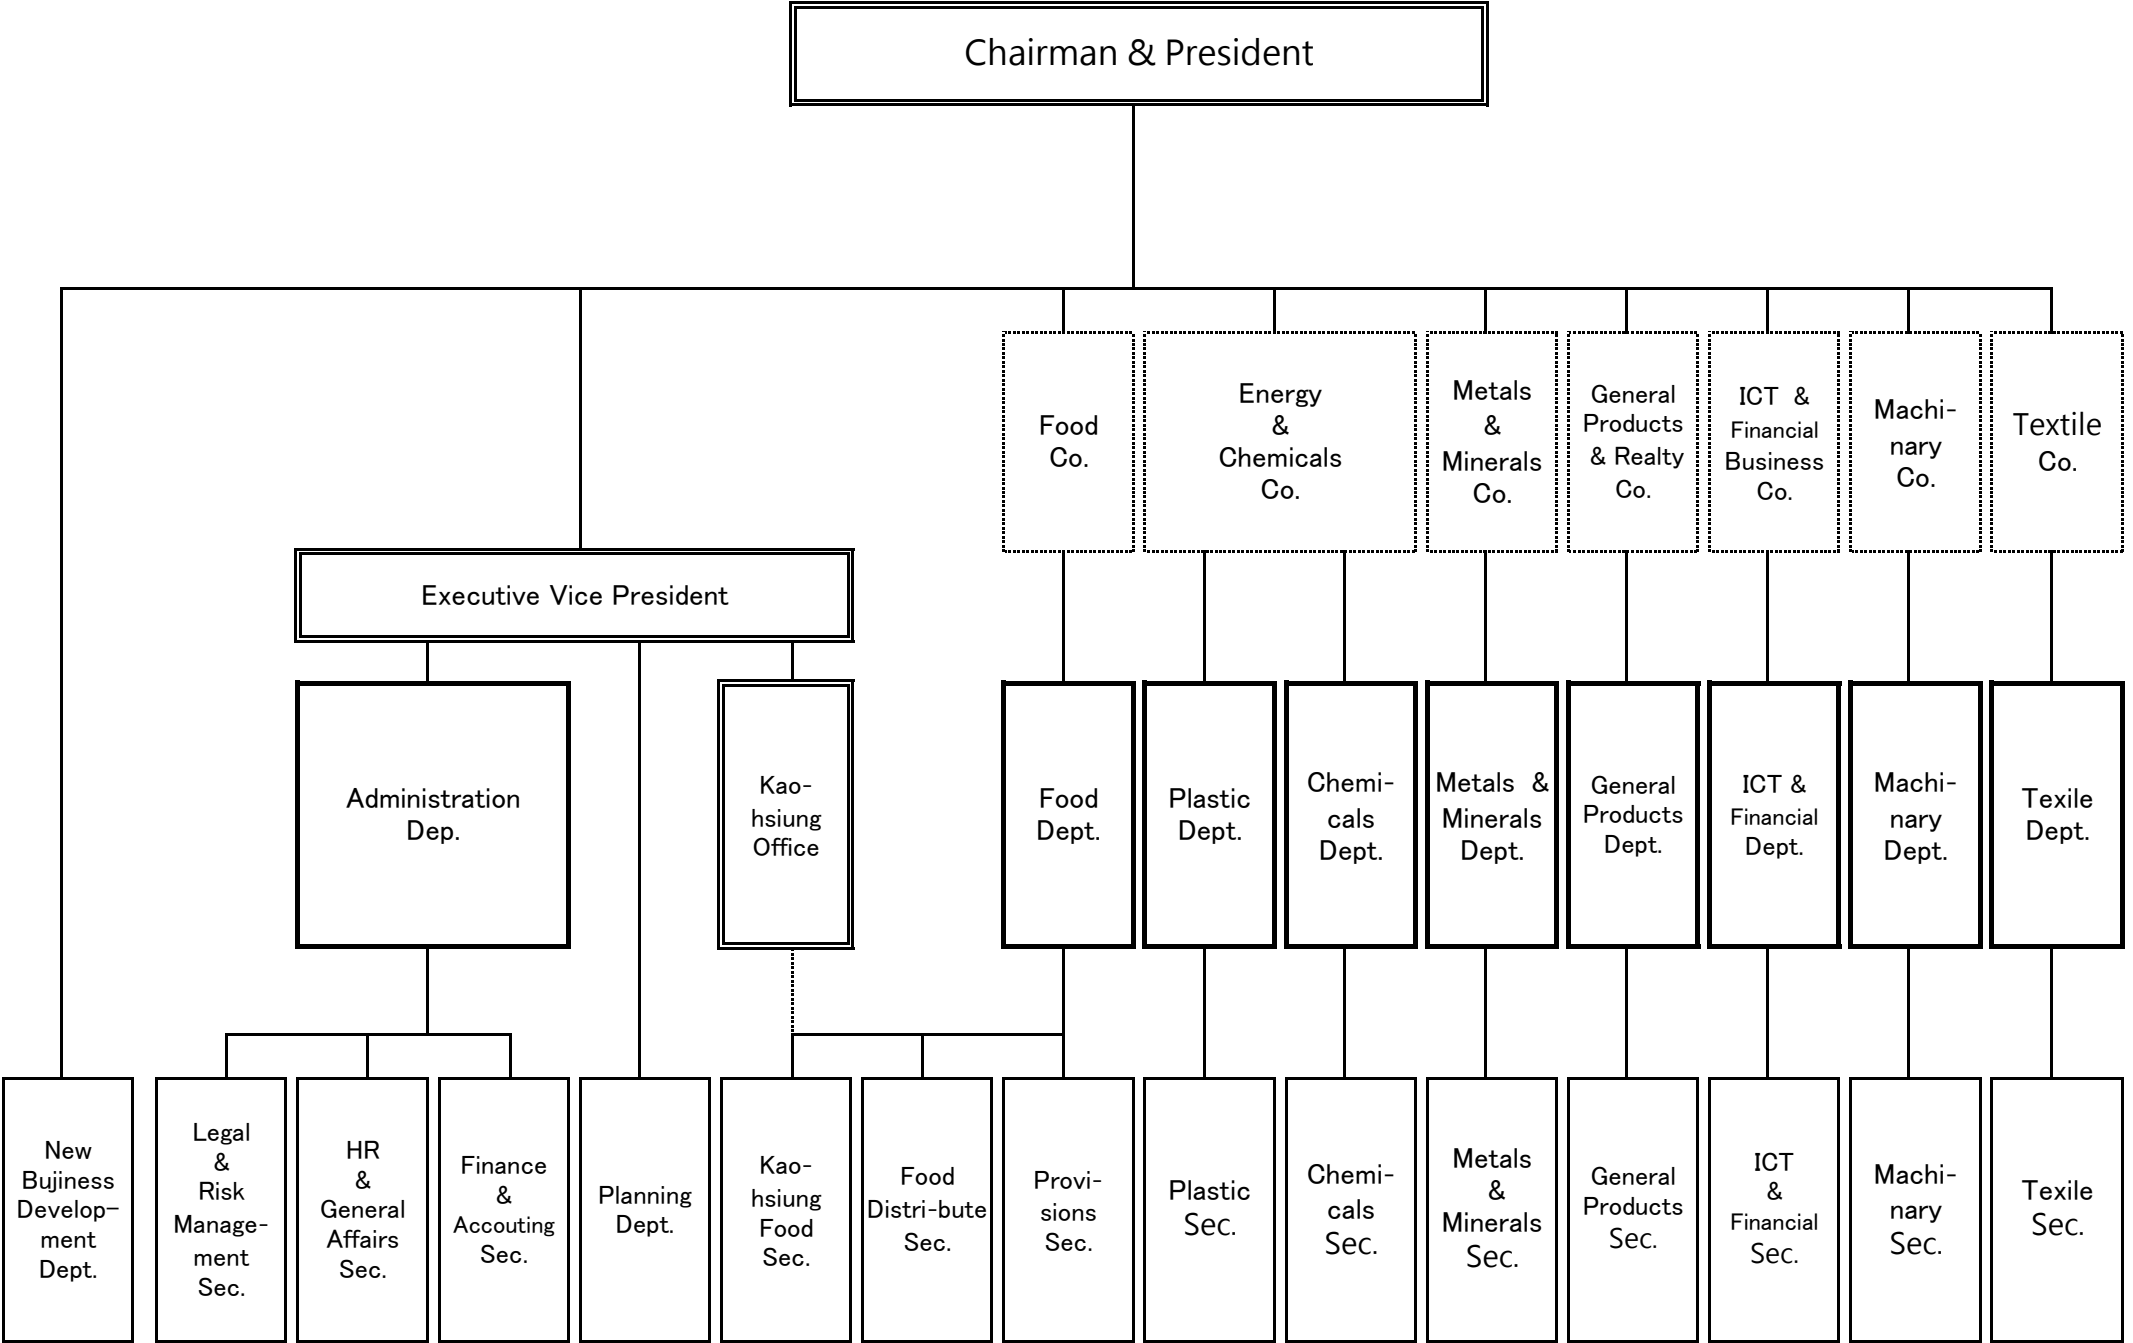 Chairman & President
Food
Co.
Energy
&
Chemicals
Co.
Metals
&
Minerals
Co.
General
Products
& Realty
Co.
ICT &
Financial
Business
Co.
Machi-
nary
Co.
Textile
Co.
Executive Vice President
Administration
Dep.
Kao-
hsiung
Office
Food
Dept.
Plastic
Dept.
Chemi-
cals
Dept.
Metals &
Minerals
Dept.
General
Products
Dept.
ICT &
Financial
Dept.
Machi-
nary
Dept.
Texile
Dept.
New
Bujiness
Develop-
ment
Dept.
Legal
&
Risk
Manage-
ment
Sec.
HR
&
General
Affairs
Sec.
Finance
&
Accouting
Sec.
Planning
Dept.
Kao-
hsiung
Food
Sec.
Food
Distri-bute
Sec.
Provi-
sions
Sec.
Plastic
Sec.
Chemi-
cals
Sec.
Metals
&
Minerals
Sec.
General
Products
Sec.
ICT
&
Financial
Sec.
Machi-
nary
Sec.
Texile
Sec.